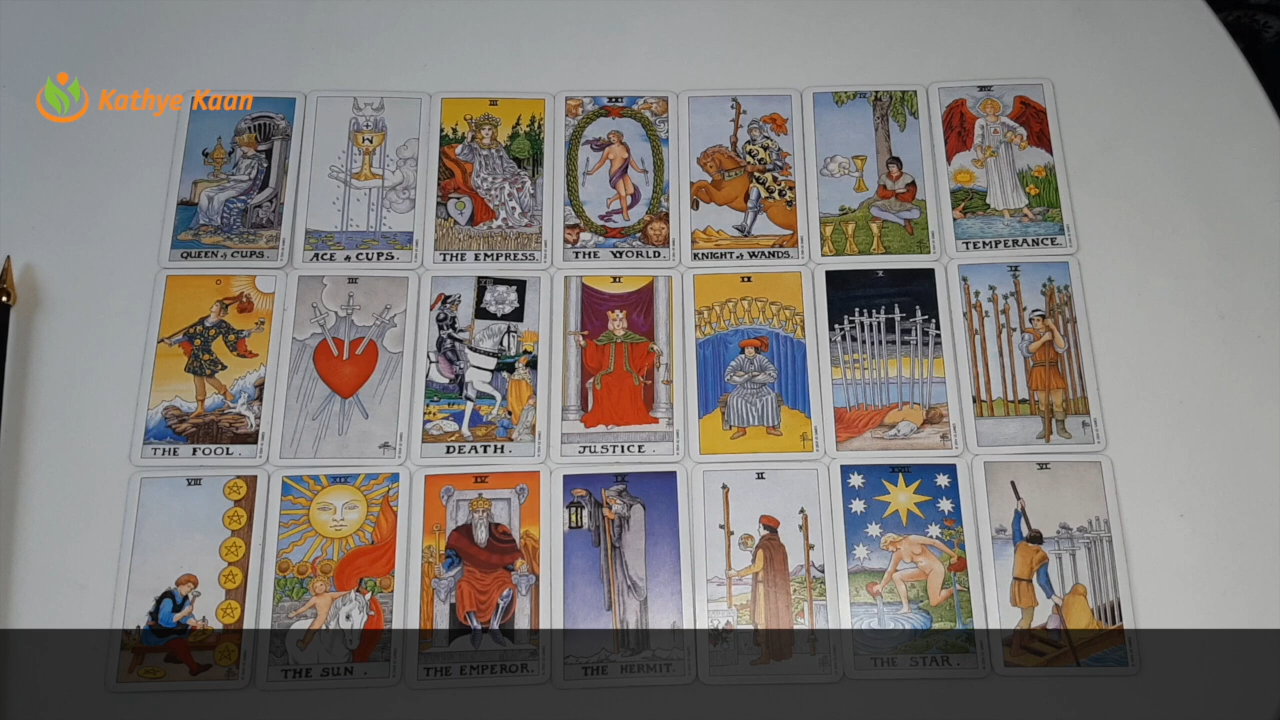 Kathye Kaan
QUEEN of CUPS.
ACE of CUPS.
III
THE EMPRESS.
XXI
THE WORLD.
KNIGHT of WANDS.
IV
XIV
TEMPERANCE.
0
THE FOOL.
III
XIII
DEATH.
XI
JUSTICE.
X
IX
VIII
XIX
THE SUN.
IV
THE EMPEROR.
IX
THE HERMIT.
II
XVII
THE STAR.
VI